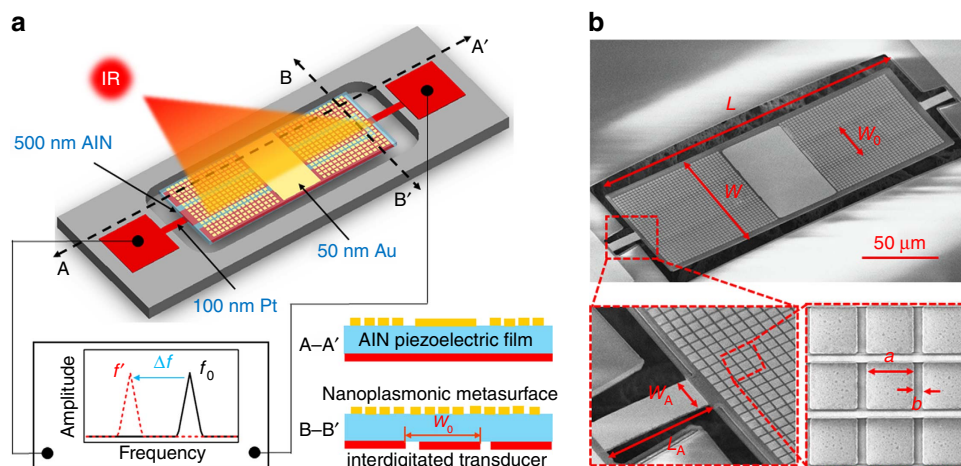 a
IR
A′
B
500 nm AlN
B′
A
50 nm Au
100 nm Pt
Amplitude
f′
Δf
f0
Frequency
A–A′
AlN piezoelectric film
Nanoplasmonic metasurface
B–B′
W0
interdigitated transducer
b
L
W0
W
50 μm
WA
LA
a
b